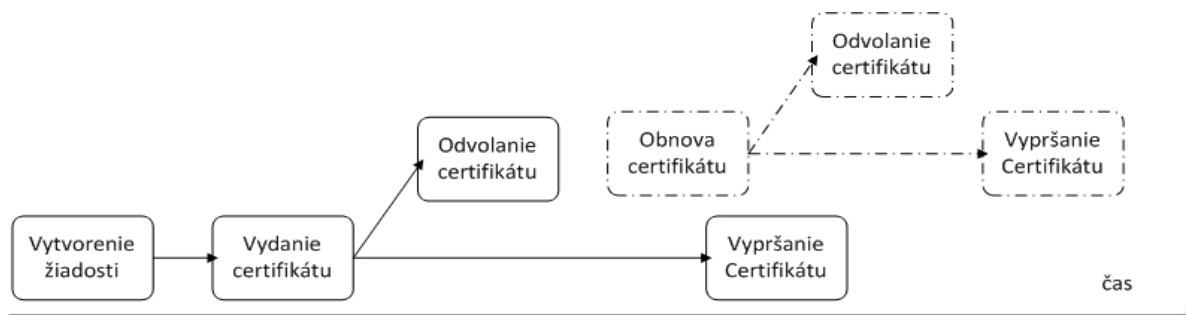 Odvolanie
certifikátu
Obnova
certifikátu
Vypršanie
Certifikátu
Odvolanie
certifikátu
Vytvorenie
žiadosti
Vydanie
certifikátu
Vypršanie
Certifikátu
čas